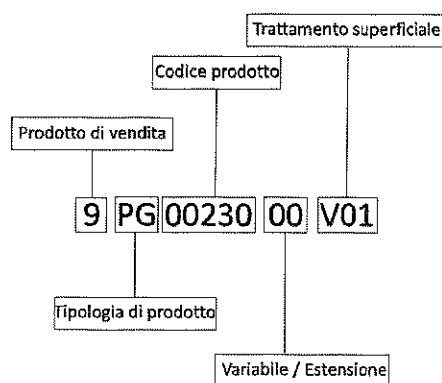 Trattamento superficiale
Codice prodotto
Prodotto di vendita
9 PG 00230 00 V01
Tipologia di prodotto
Variabile / Estensione